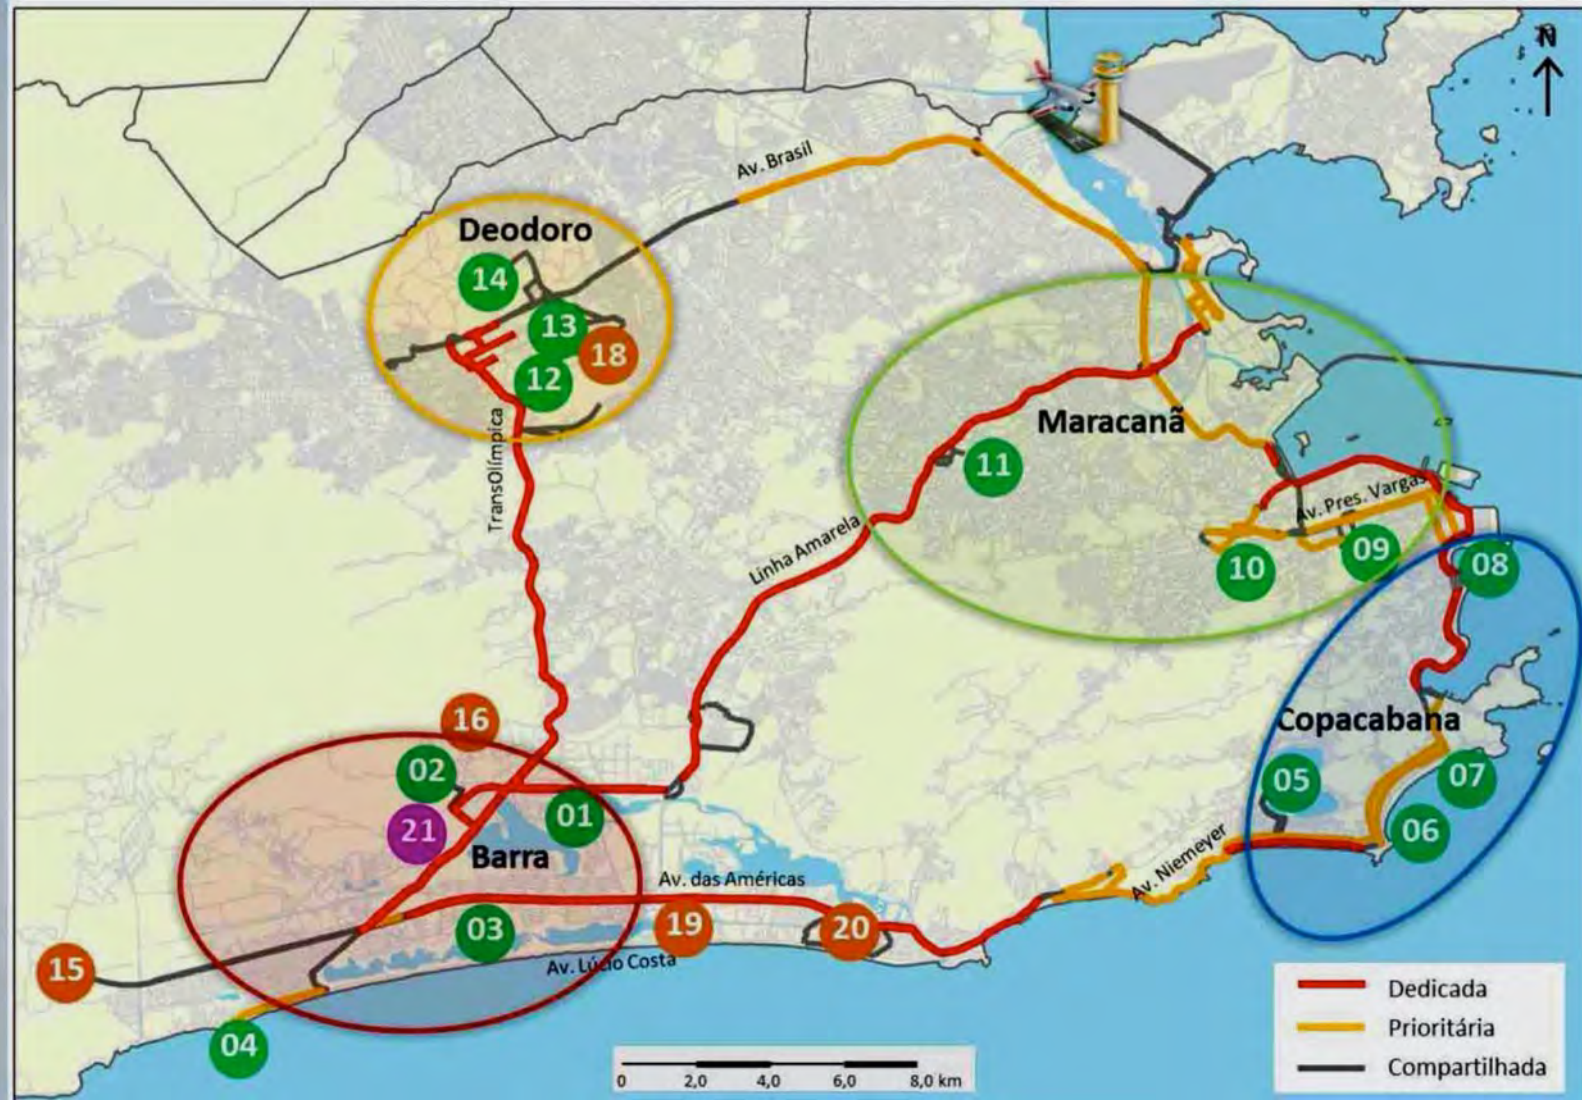 N
Av. Brasil
Deodoro
14
13
18
12
TransOlímpica
Maracanã
11
Av. Pres. Vargas
Linha Amarela
10
09
08
16
02
21
01
Barra
Copacabana
05
07
06
Av. Niemeyer
Av. das Américas
03
19
20
Av. Lúcio Costa
15
04
Dedicada
Prioritária
Compartilhada
0 2,0 4,0 6,0 8,0 km